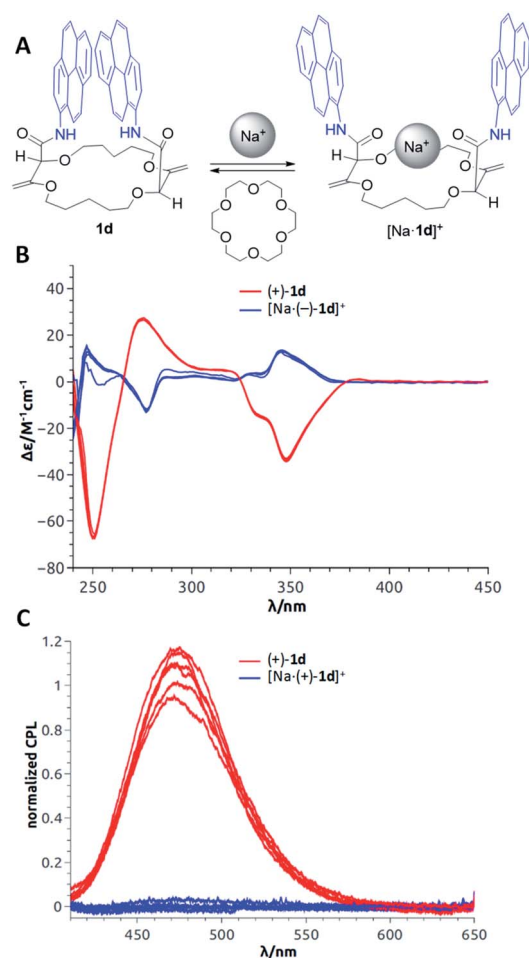 A
NH
NH
O
O
O
O
O
O
H
H
1d
Na⁺
O
O
O
O
O
O
NH
NH
O
O
O
O
O
O
Na⁺
H
H
[Na·1d]⁺
B
(+)-1d
[Na·(−)-1d]⁺
Δε/M⁻¹cm⁻¹
40
20
0
−20
−40
−60
−80
250
300
350
400
450
λ/nm
C
(+)-1d
[Na·(+)-1d]⁺
normalized CPL
1.2
1
0.8
0.6
0.4
0.2
0
450
500
550
600
650
λ/nm